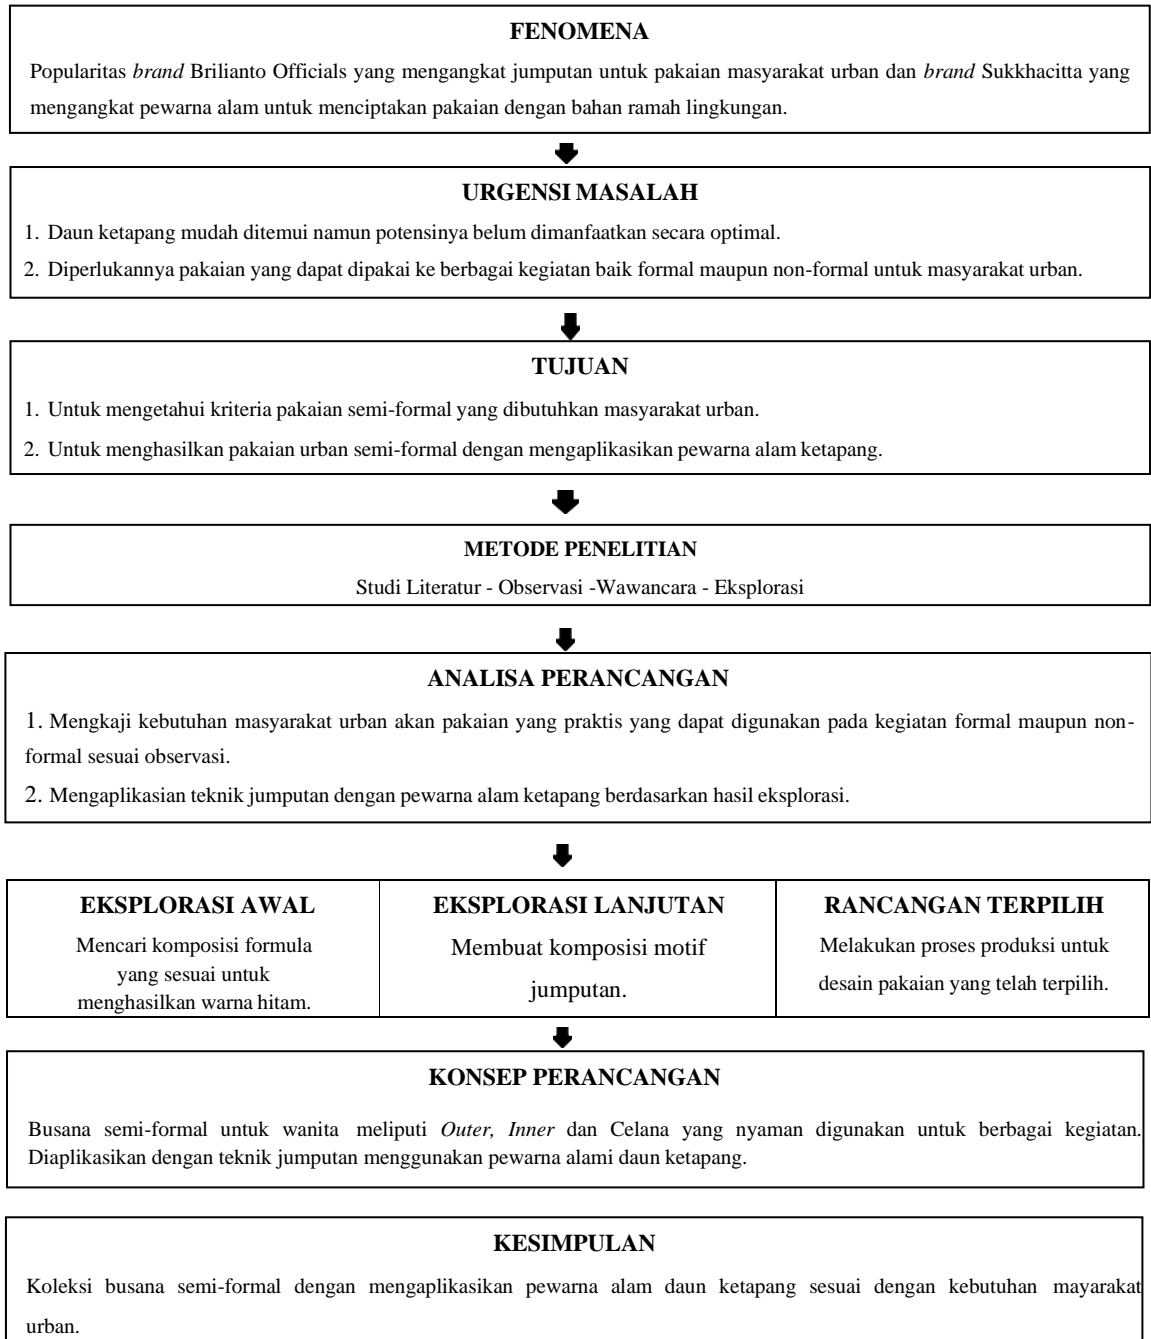 FENOMENA
Popularitas brand Brilianto Officials yang mengangkat jumputan untuk pakaian masyarakat urban dan brand Sukkhacitta yang
mengangkat pewarna alam untuk menciptakan pakaian dengan bahan ramah lingkungan.
URGENSI MASALAH
1. Daun ketapang mudah ditemui namun potensinya belum dimanfaatkan secara optimal.
2. Diperlukannya pakaian yang dapat dipakai ke berbagai kegiatan baik formal maupun non-formal untuk masyarakat urban.
TUJUAN
1. Untuk mengetahui kriteria pakaian semi-formal yang dibutuhkan masyarakat urban.
2. Untuk menghasilkan pakaian urban semi-formal dengan mengaplikasikan pewarna alam ketapang.
METODE PENELITIAN
Studi Literatur - Observasi -Wawancara - Eksplorasi
ANALISA PERANCANGAN
1. Mengkaji kebutuhan masyarakat urban akan pakaian yang praktis yang dapat digunakan pada kegiatan formal maupun non-
formal sesuai observasi.
2. Mengaplikasian teknik jumputan dengan pewarna alam ketapang berdasarkan hasil eksplorasi.
EKSPLORASI AWAL
Mencari komposisi formula
yang sesuai untuk
menghasilkan warna hitam.
EKSPLORASI LANJUTAN
Membuat komposisi motif
jumputan.
RANCANGAN TERPILIH
Melakukan proses produksi untuk
desain pakaian yang telah terpilih.
KONSEP PERANCANGAN
Busana semi-formal untuk wanita meliputi Outer, Inner dan Celana yang nyaman digunakan untuk berbagai kegiatan.
Diaplikasikan dengan teknik jumputan menggunakan pewarna alami daun ketapang.
KESIMPULAN
Koleksi busana semi-formal dengan mengaplikasikan pewarna alam daun ketapang sesuai dengan kebutuhan mayarakat
urban.